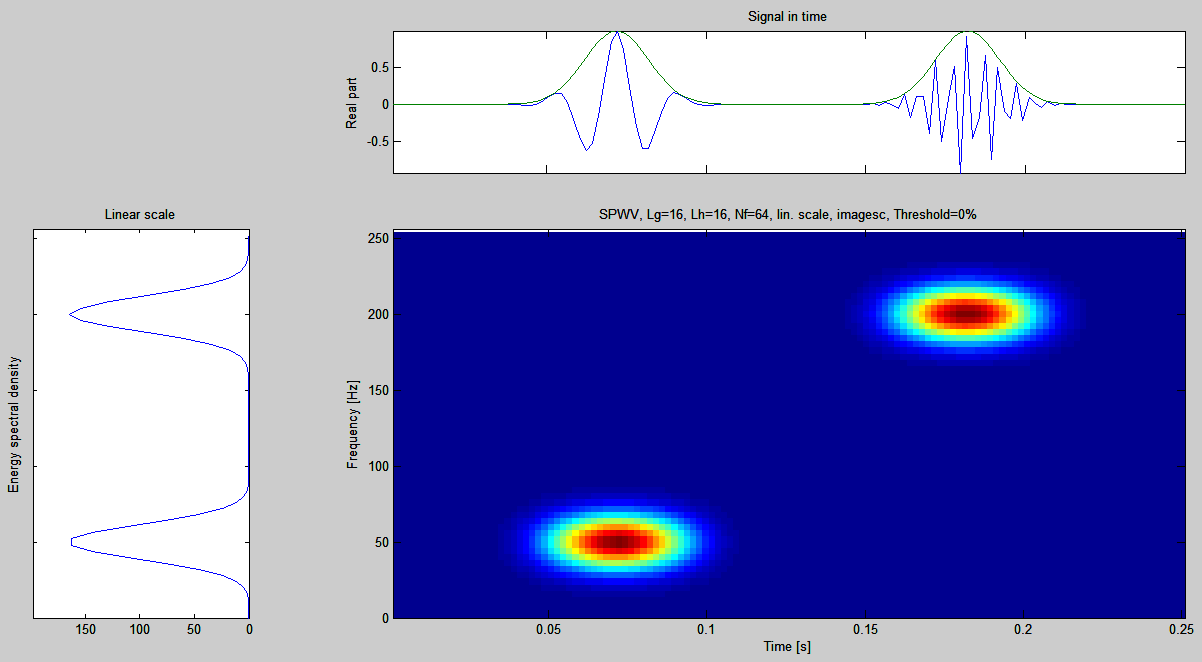 Signal in time
Real part
0.5
0
-0.5
Linear scale
Energy spectral density
150 100 50 0
SPWV, Lg=16, Lh=16, Nf=64, lin. scale, imagesc, Threshold=0%
Frequency [Hz]
250
200
150
100
50
0
0.05 0.1 0.15 0.2 0.25
Time [s]